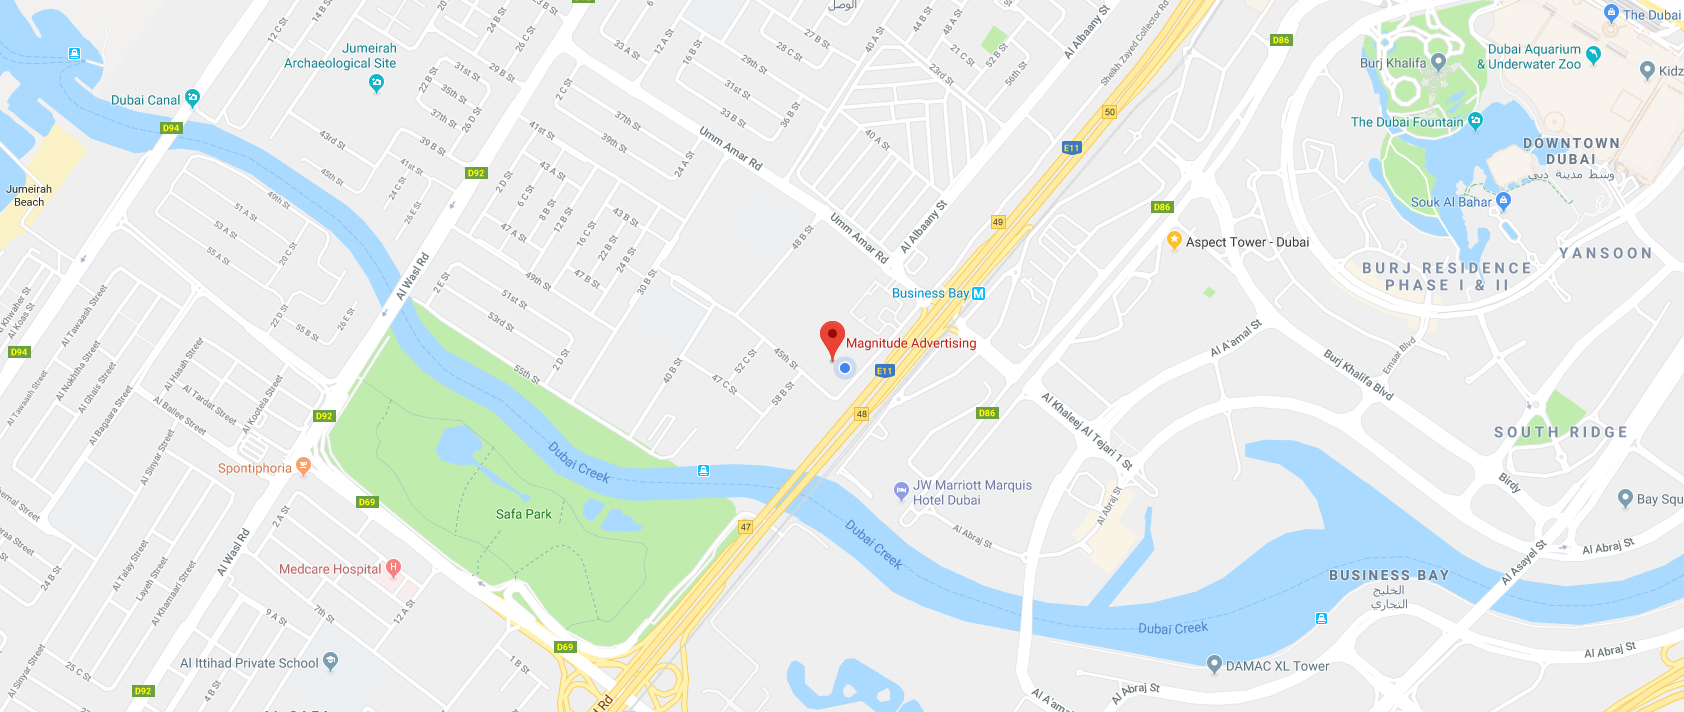 الوصل
The Dubai
Jumeirah
Archaeological Site
Dubai Canal
D94
D92
D86
Burj Khalifa
Dubai Aquarium
& Underwater Zoo
Kidz
The Dubai Fountain
DOWNTOWN
DUBAI
وسط مدينة دبي
Souk Al Bahar
YANSOON
BURJ RESIDENCE
PHASE I & II
Jumeirah
Beach
12 C St
14 B St
22 B St
24 B St
26 C St
29 B St
31st St
35th St
37th St
39 B St
26 D St
22 B St
43rd St
45th St
41st St
24 C St
26 E St
49th St
51 A St
53 A St
55 A St
20 C St
2 C St
33 A St
12 A St
16 B St
27 B St
28 C St
29th St
31st St
33 B St
36 B St
40 A St
44 B St
21 C St
23rd St
52 B St
56th St
Al Albaany St
Sheikh Zayed Collector Rd
50
E11
49
D86
Umm Amar Rd
24 A St
40 A St
41st St
39th St
37th St
2 D St
6 C St
8 B St
16 C St
43 B St
47 A St
22 B St
24 B St
47 B St
49th St
30 B St
48 B St
Umm Amar Rd
Al Albaany St
Aspect Tower - Dubai
Al Wasl Rd
2 E St
51st St
53rd St
2 D St
55th St
Business Bay
M
Magnitude Advertising
E11
48
45th St
52 C St
47 C St
40 B St
58 B St
D86
Al A'amal St
Burj Khalifa Blvd
Emaar Blvd
Al Khaleej Al Tejari 1 St
SOUTH RIDGE
Al Khwaher St
Al Koas St
Al Tawaash Street
22 D St
55 B St
26 E St
D94
Al Nokhtha Street
Al Ghais Street
Al Hasah Street
Al Tawaash Street
Al Bagaara Street
Al Ballee Street
Al Tardat Street
Al Kootela Street
Al Sinyar Street
D92
Spontiphoria
D69
Dubai Creek
Safa Park
47
JW Marriott Marquis
Hotel Dubai
Al Abraj St
Al Abraj St
Birdy
Bay Squ
Al Abraj St
Al Asayel St
BUSINESS BAY
الخليج
التجاري
Dubai Creek
Dubai Creek
DAMAC XL Tower
Al Abraj St
Al Abraj St
Al Wasl Rd
2 A St
24 B St
Al Talay Street
Layeh Street
Al Khamaari Street
Medcare Hospital
H
12 A St
7th St
9 A St
4 B St
Al Ittihad Private School
1 B St
D69
25 C St
Al Sinyar Street
D92
l Rd
Al A'amal